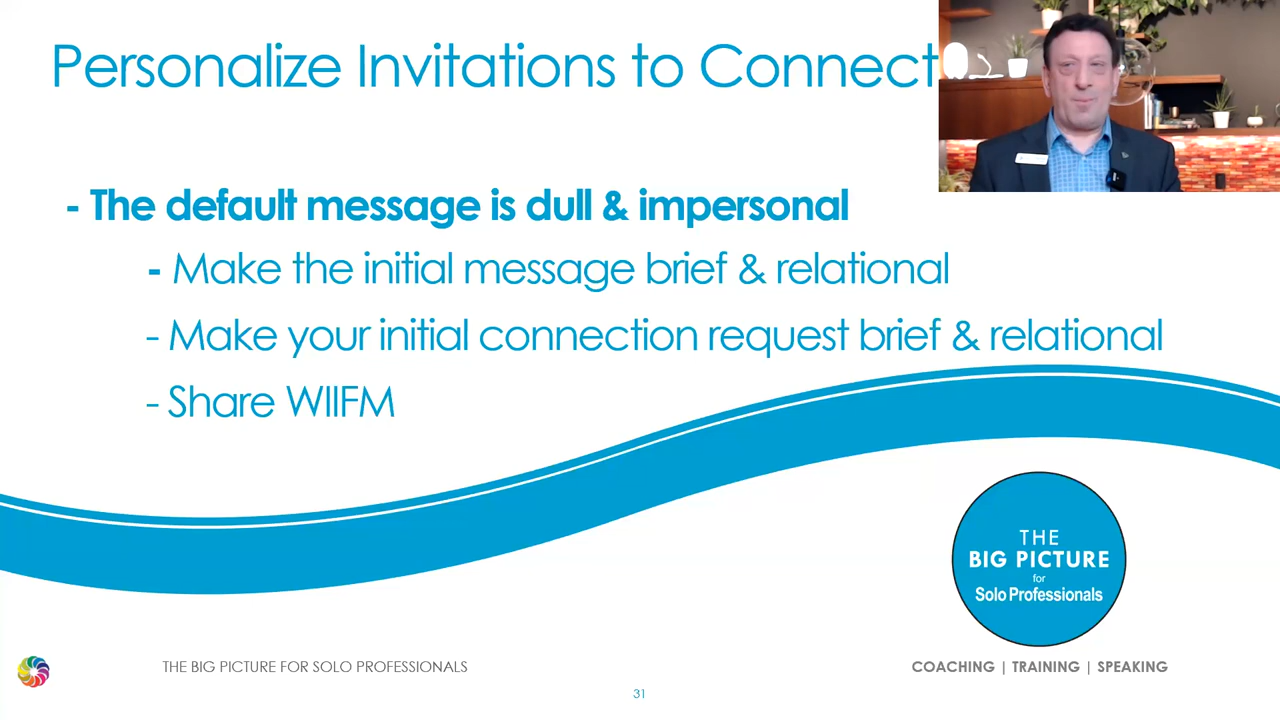 Personalize Invitations to Connect
- The default message is dull & impersonal
- Make the initial message brief & relational
- Make your initial connection request brief & relational
- Share WIIFM
THE
BIG PICTURE
for
Solo Professionals
THE BIG PICTURE FOR SOLO PROFESSIONALS
COACHING | TRAINING | SPEAKING
31